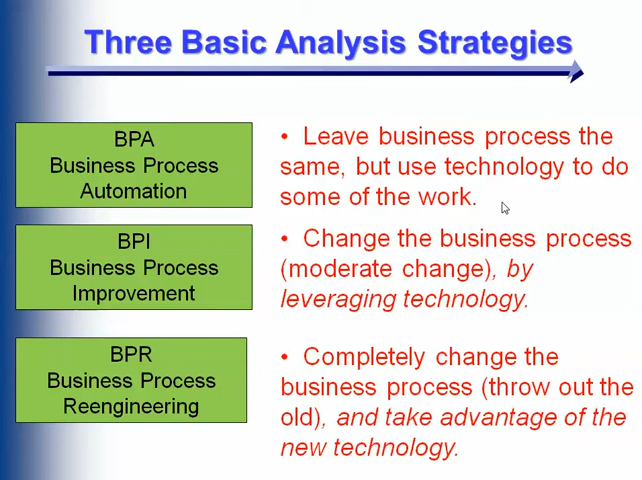 Three Basic Analysis Strategies
BPA
Business Process
Automation
• Leave business process the
same, but use technology to do
some of the work.
BPI
Business Process
Improvement
• Change the business process
(moderate change), by
leveraging technology.
BPR
Business Process
Reengineering
• Completely change the
business process (throw out the
old), and take advantage of the
new technology.